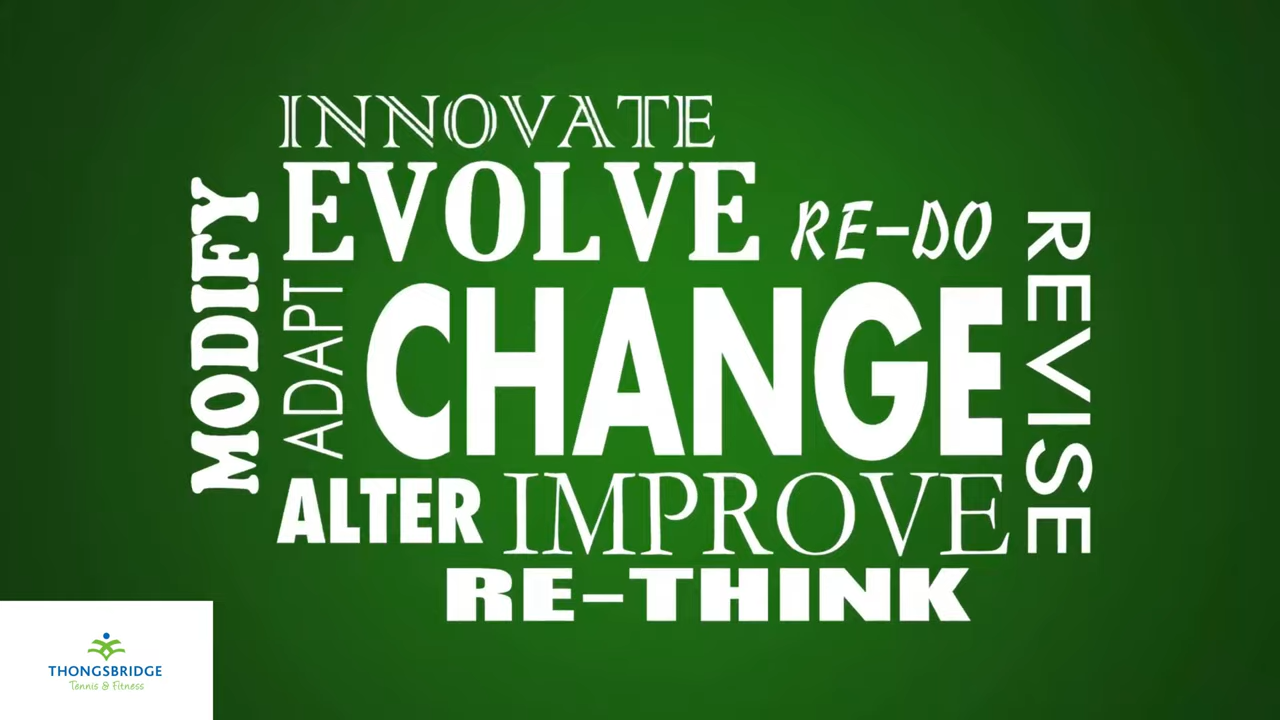 INNOVATE
EVOLVE
RE-DO
MODIFY
ADAPT
CHANGE
REVISE
ALTER
IMPROVE
RE-THINK
THONGSBRIDGE
Tennis & Fitness